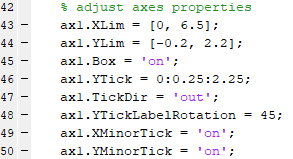 42 % adjust axes properties
43 – ax1.XLim = [0, 6.5];
44 – ax1.YLim = [-0.2, 2.2];
45 – ax1.Box = 'on';
46 – ax1.YTick = 0:0.25:2.25;
47 – ax1.TickDir = 'out';
48 – ax1.YTickLabelRotation = 45;
49 – ax1.XMinorTick = 'on';
50 – ax1.YMinorTick = 'on';